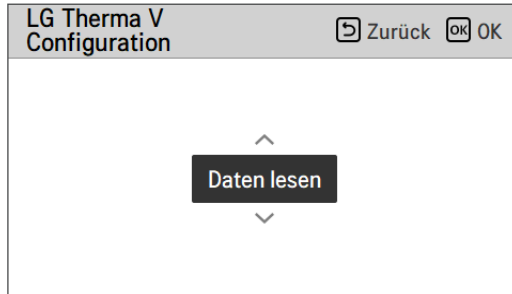 LG Therma V
Configuration
Zurück OK OK
Daten lesen